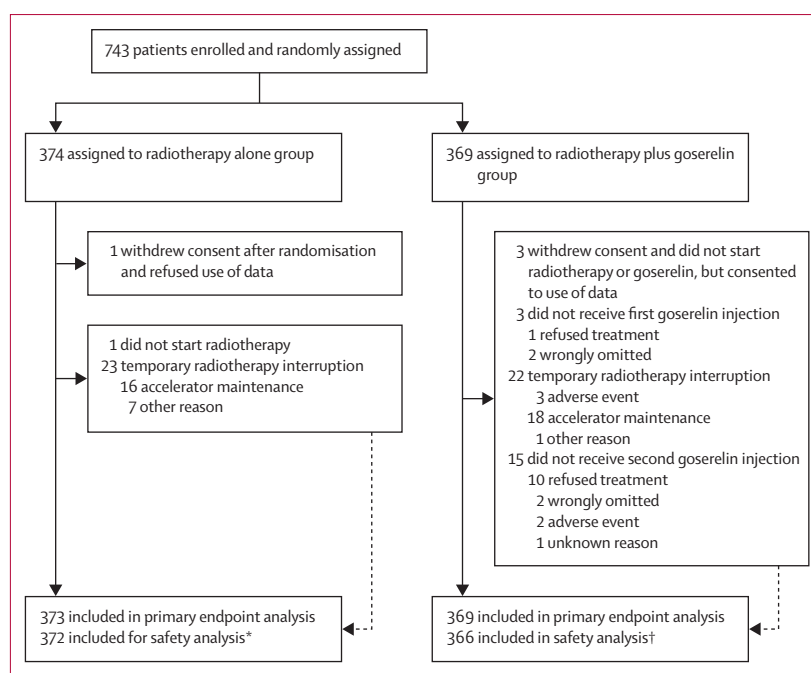 743 patients enrolled and randomly assigned
374 assigned to radiotherapy alone group
369 assigned to radiotherapy plus goserelin
group
1 withdrew consent after randomisation
and refused use of data
1 did not start radiotherapy
23 temporary radiotherapy interruption
16 accelerator maintenance
7 other reason
3 withdrew consent and did not start
radiotherapy or goserelin, but consented
to use of data
3 did not receive first goserelin injection
1 refused treatment
2 wrongly omitted
22 temporary radiotherapy interruption
3 adverse event
18 accelerator maintenance
1 other reason
15 did not receive second goserelin injection
10 refused treatment
2 wrongly omitted
2 adverse event
1 unknown reason
373 included in primary endpoint analysis
372 included for safety analysis*
369 included in primary endpoint analysis
366 included in safety analysis†